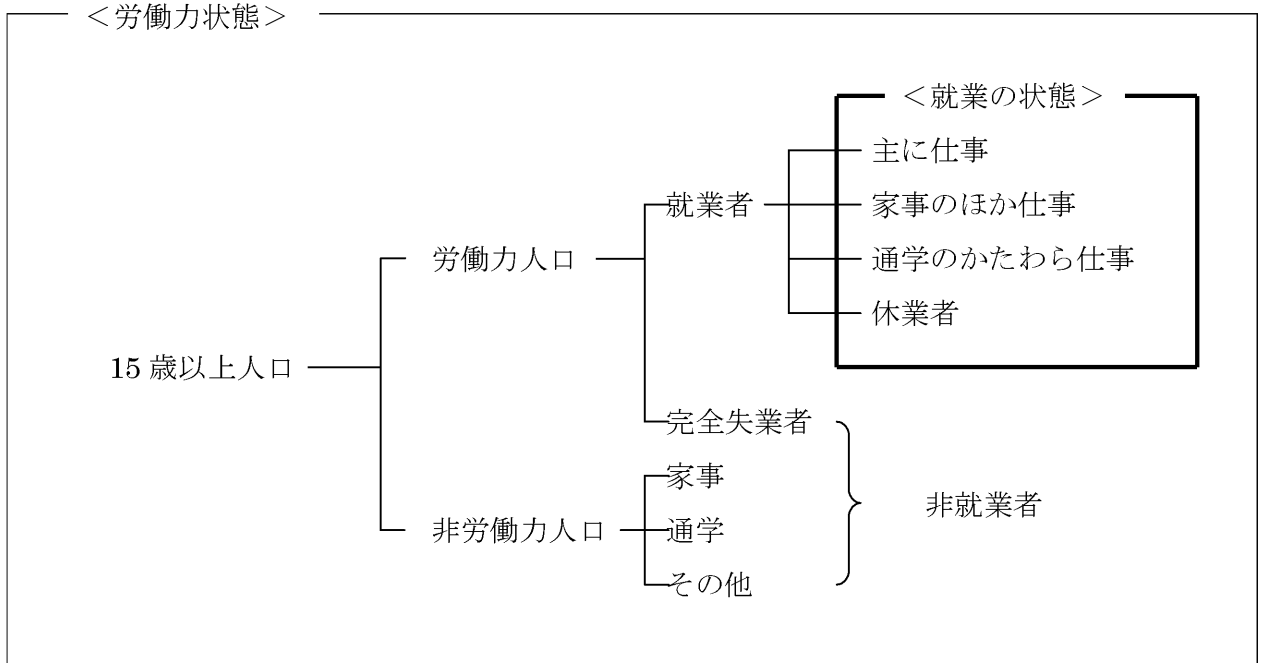 ＜労働力状態＞
＜就業の状態＞
主に仕事
就業者
家事のほか仕事
労働力人口
通学のかたわら仕事
休業者
15 歳以上人口
完全失業者
家事
非就業者
非労働力人口
通学
その他